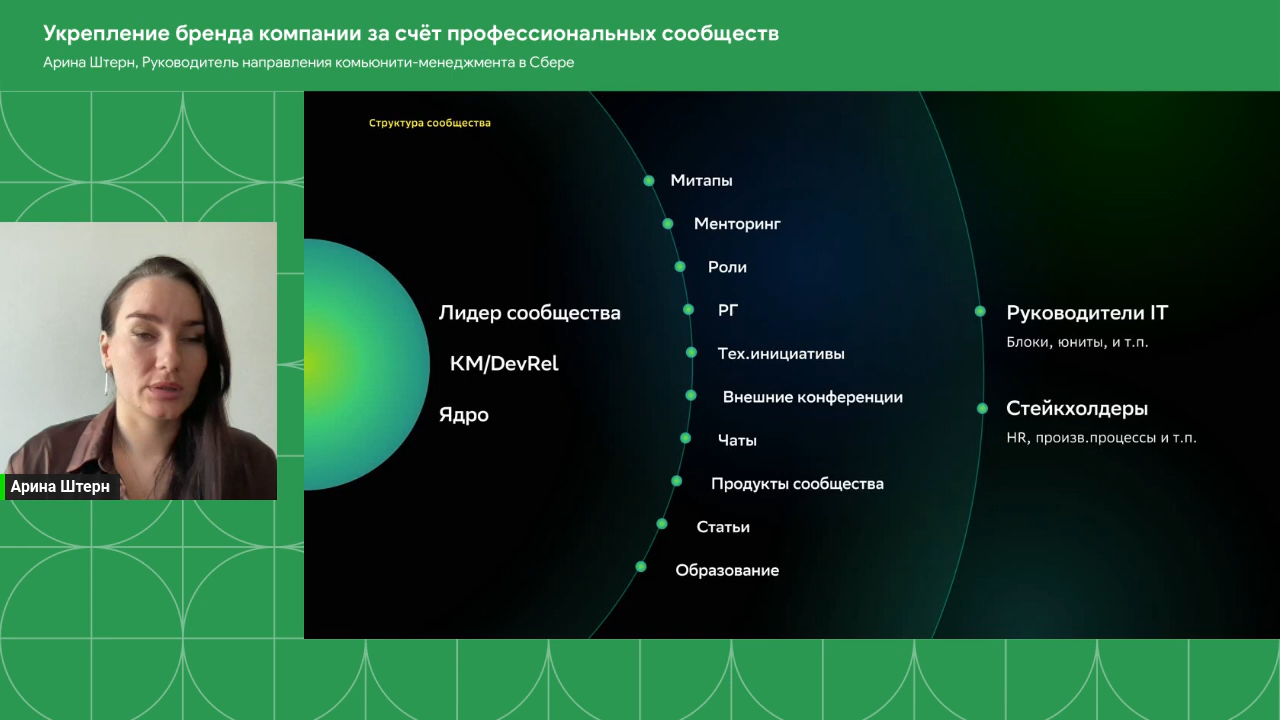 Укрепление бренда компании за счёт профессиональных сообществ
Арина Штерн, Руководитель направления комьюнити-менеджмента в Сбере
Структура сообщества
Лидер сообщества
KM/DevRel
Ядро
Митапы
Менторинг
Роли
РГ
Тех.инициативы
Внешние конференции
Чаты
Продукты сообщества
Статьи
Образование
Руководители IT
Блоки, юниты, и т.п.
Стейкхолдеры
HR, произв.процессы и т.п.
Арина Штерн